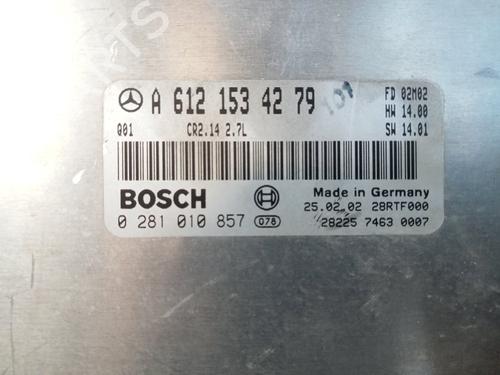 A 612 153 42 79
FD 02M02
HW 14.00
Q01 CR2.14 2.7L SW 14.01
BOSCH
Made in Germany
25.02.02 28RTF000
0 281 010 857 078
28225 7463 0007